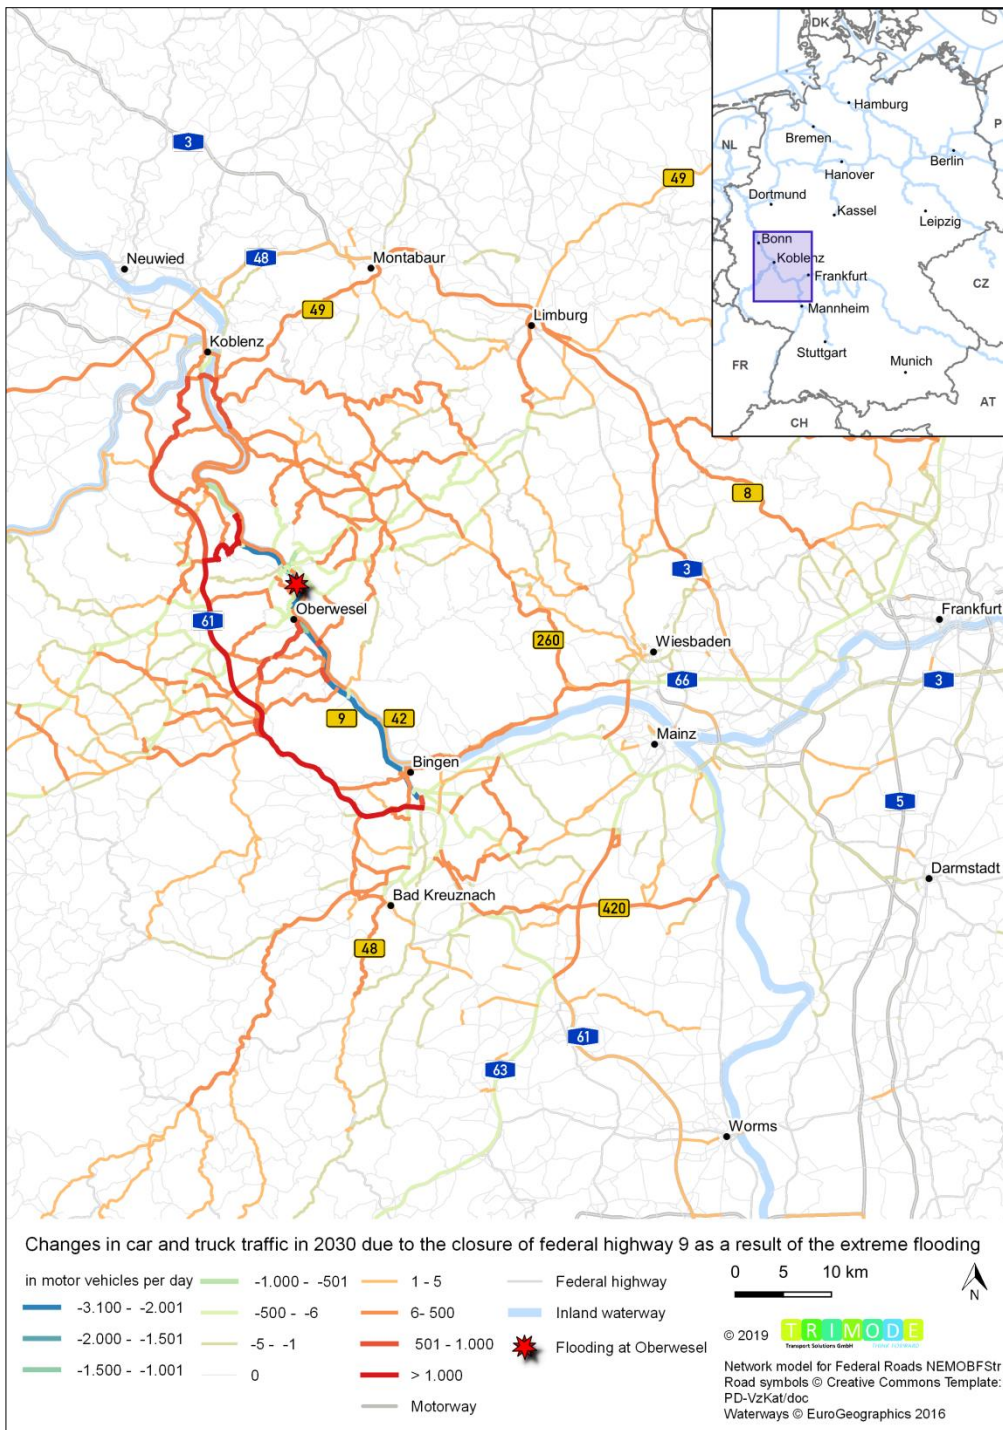 DK
Hamburg
Bremen
NL
P
Berlin
Hanover
Dortmund
Kassel
Leipzig
Bonn
Koblenz
Frankfurt
CZ
Mannheim
Stuttgart
FR
Munich
AT
CH
3
49
48
Neuwied
Montabaur
49
Limburg
Koblenz
8
3
61
Oberwesel
Frankfurt
260
Wiesbaden
66
3
9
42
Mainz
Bingen
5
Darmstadt
Bad Kreuznach
420
48
61
63
Worms
Changes in car and truck traffic in 2030 due to the closure of federal highway 9 as a result of the extreme flooding
in motor vehicles per day
-3.100 - -2.001
-2.000 - -1.501
-1.500 - -1.001
-1.000 - -501
-500 - -6
-5 - -1
0
1 - 5
6- 500
501 - 1.000
> 1.000
Motorway
Federal highway
Inland waterway
Flooding at Oberwesel
0 5 10 km
N
© 2019 TRIMODE
Transport Solutions GmbH
Network model for Federal Roads NEMOBFStr
Road symbols © Creative Commons Template:
PD-VzKat/doc
Waterways © EuroGeographics 2016